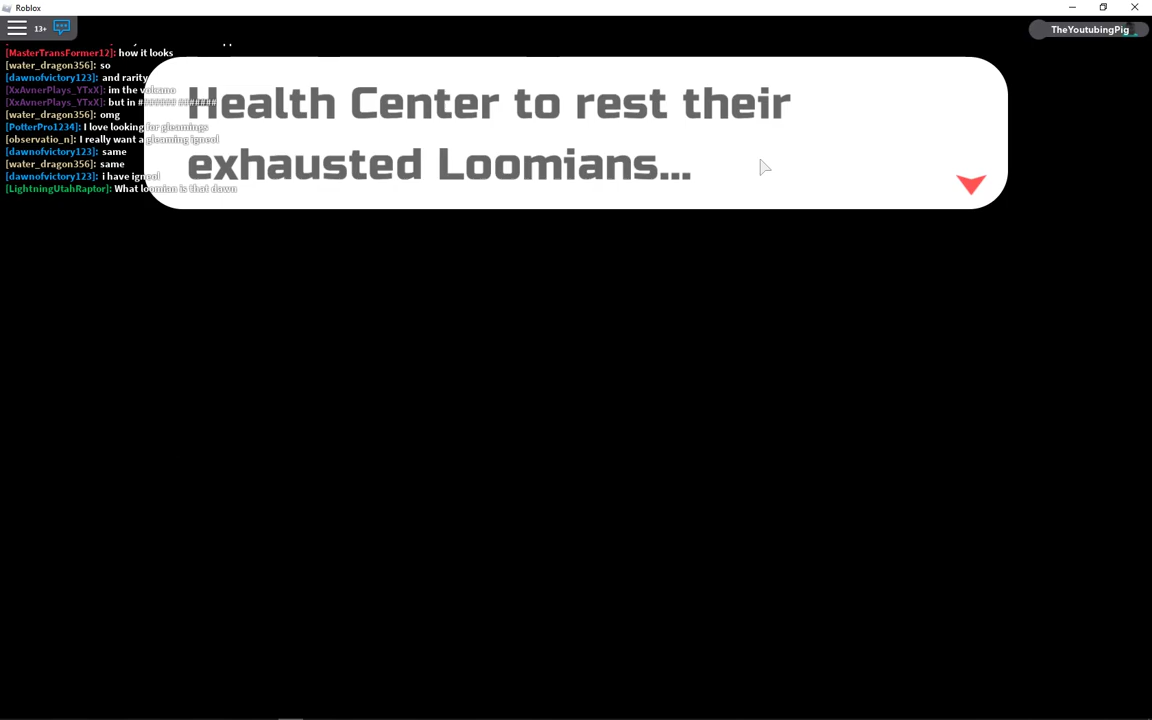 Roblox
13+
TheYoutubingPig
[MasterTransFormer12]: how it looks
[water_dragon356]: so
[dawnofvictory123]: and rarity
[XxAvnerPlays_YTxX]: im the volcano
[XxAvnerPlays_YTxX]: but in ####### #######
[water_dragon356]: omg
[PotterPro1234]: I love looking for gleamings
[observatio_n]: I really want a gleaming igneol
[dawnofvictory123]: same
[water_dragon356]: same
[dawnofvictory123]: i have igneol
[LightningUtahRaptor]: What loomian is that dawn
Health Center to rest their
exhausted Loomians...